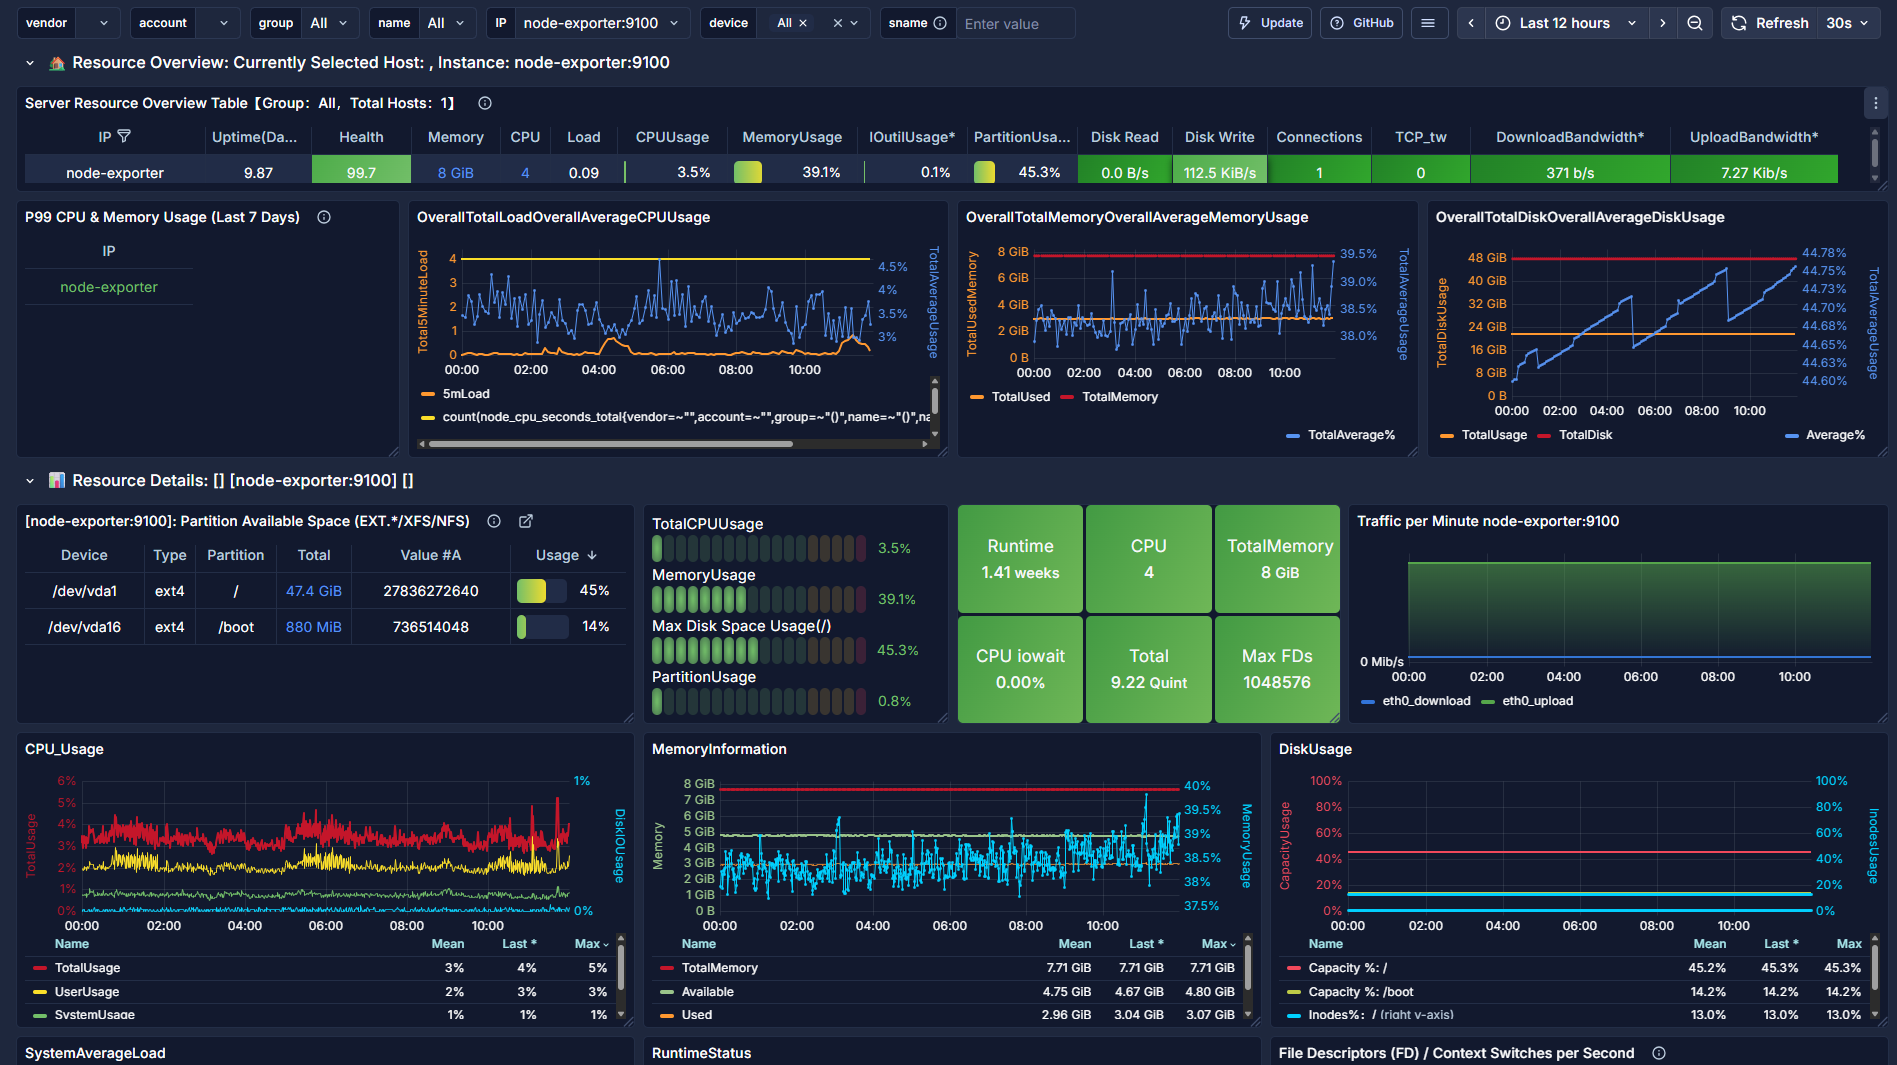 vendor account group All name All IP node-exporter:9100 device All × × sname Enter value Update GitHub Last 12 hours Refresh 30s
Resource Overview: Currently Selected Host: , Instance: node-exporter:9100
Server Resource Overview Table【Group: All, Total Hosts: 1】
IP Uptime(Da... Health Memory CPU Load CPUUsage MemoryUsage IOutilUsage* PartitionUsa... Disk Read Disk Write Connections TCP_tw DownloadBandwidth* UploadBandwidth*
node-exporter 9.87 99.7 8 GiB 4 0.09 3.5% 39.1% 0.1% 45.3% 0.0 B/s 112.5 KiB/s 1 0 371 b/s 7.27 Kib/s
P99 CPU & Memory Usage (Last 7 Days)
IP
node-exporter
OverallTotalLoadOverallAverageCPUUsage
Total5MinuteLoad
4
3
2
1
0
4.5%
4%
3.5%
3%
TotalAverageUsage
00:00 02:00 04:00 06:00 08:00 10:00
5mLoad
count(node_cpu_seconds_total{vendor=~"",account=~"",group=~"()",name=~"()",na
OverallTotalMemoryOverallAverageMemoryUsage
TotalUsedMemory
8 GiB
6 GiB
4 GiB
2 GiB
0 B
39.5%
39.0%
38.5%
38.0%
TotalAverageUsage
00:00 02:00 04:00 06:00 08:00 10:00
TotalUsed TotalMemory
TotalAverage%
OverallTotalDiskOverallAverageDiskUsage
TotalDiskUsage
48 GiB
40 GiB
32 GiB
24 GiB
16 GiB
8 GiB
0 B
44.78%
44.75%
44.73%
44.70%
44.68%
44.65%
44.63%
44.60%
TotalAverageUsage
00:00 02:00 04:00 06:00 08:00 10:00
TotalUsage TotalDisk Average%
Resource Details: [] [node-exporter:9100] []
[node-exporter:9100]: Partition Available Space (EXT.*/XFS/NFS)
Device Type Partition Total Value #A Usage ↓
/dev/vda1 ext4 / 47.4 GiB 27836272640 45%
/dev/vda16 ext4 /boot 880 MiB 736514048 14%
TotalCPUUsage
3.5%
MemoryUsage
39.1%
Max Disk Space Usage(/)
45.3%
PartitionUsage
0.8%
Runtime
1.41 weeks
CPU
4
TotalMemory
8 GiB
CPU iowait
0.00%
Total
9.22 Quint
Max FDs
1048576
Traffic per Minute node-exporter:9100
0 Mib/s
00:00 02:00 04:00 06:00 08:00 10:00
eth0_download eth0_upload
CPU_Usage
TotalUsage
6%
5%
4%
3%
2%
1%
0%
1%
0%
DiskIOUsage
00:00 02:00 04:00 06:00 08:00 10:00
Name Mean Last * Max
TotalUsage 3% 4% 5%
UserUsage 2% 3% 3%
SystemUsage 1% 1% 1%
MemoryInformation
Memory
8 GiB
7 GiB
6 GiB
5 GiB
4 GiB
3 GiB
2 GiB
1 GiB
0 B
40%
39.5%
39%
38.5%
38%
37.5%
MemoryUsage
00:00 02:00 04:00 06:00 08:00 10:00
Name Mean Last * Max
TotalMemory 7.71 GiB 7.71 GiB 7.71 GiB
Available 4.75 GiB 4.67 GiB 4.80 GiB
Used 2.96 GiB 3.04 GiB 3.07 GiB
DiskUsage
CapacityUsage
100%
80%
60%
40%
20%
0%
100%
80%
60%
40%
20%
0%
InodesUsage
00:00 02:00 04:00 06:00 08:00 10:00
Name Mean Last * Max
Capacity %: / 45.2% 45.3% 45.3%
Capacity %: /boot 14.2% 14.2% 14.2%
Inodes%: / (right y-axis) 13.0% 13.0% 13.0%
SystemAverageLoad
RuntimeStatus
File Descriptors (FD) / Context Switches per Second